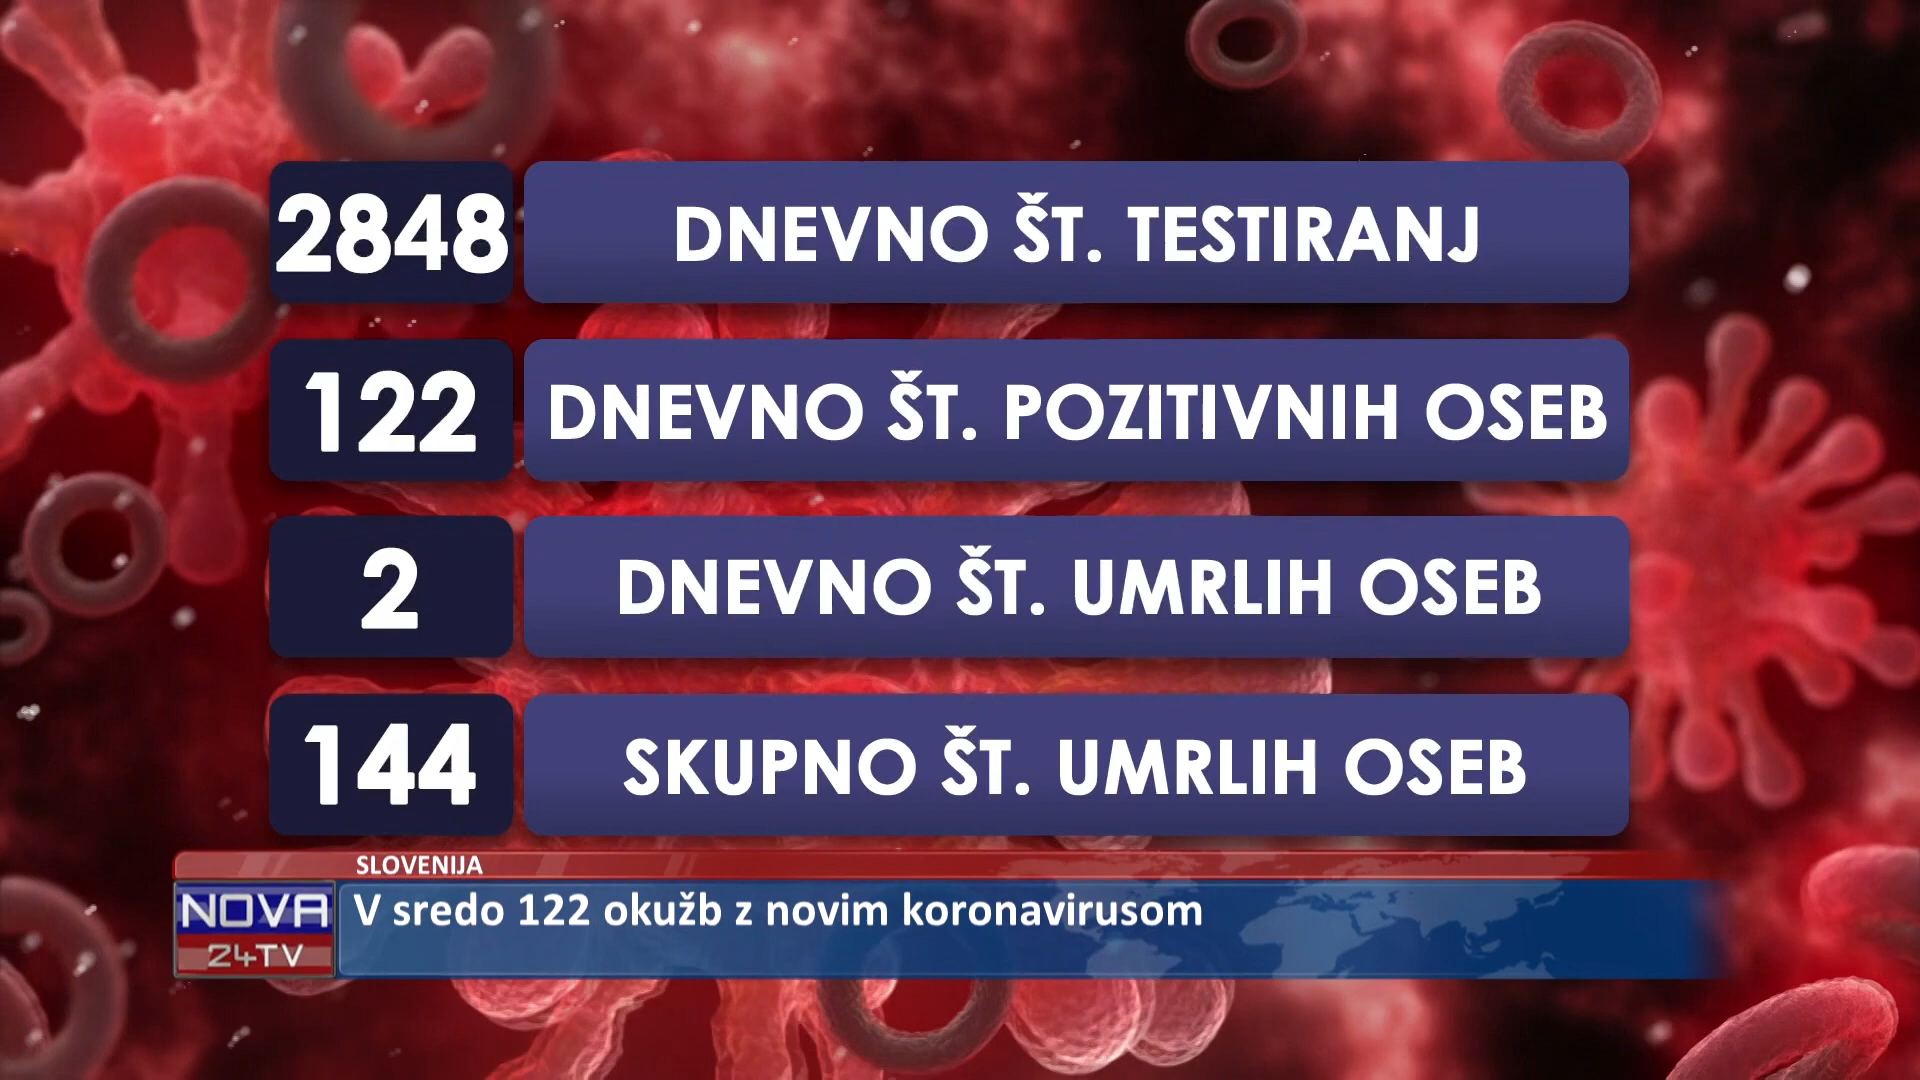 2848 DNEVNO ŠT. TESTIRANJ
122 DNEVNO ŠT. POZITIVNIH OSEB
2 DNEVNO ŠT. UMRLIH OSEB
144 SKUPNO ŠT. UMRLIH OSEB
SLOVENIJA
NOVA
24TV
V sredo 122 okužb z novim koronavirusom